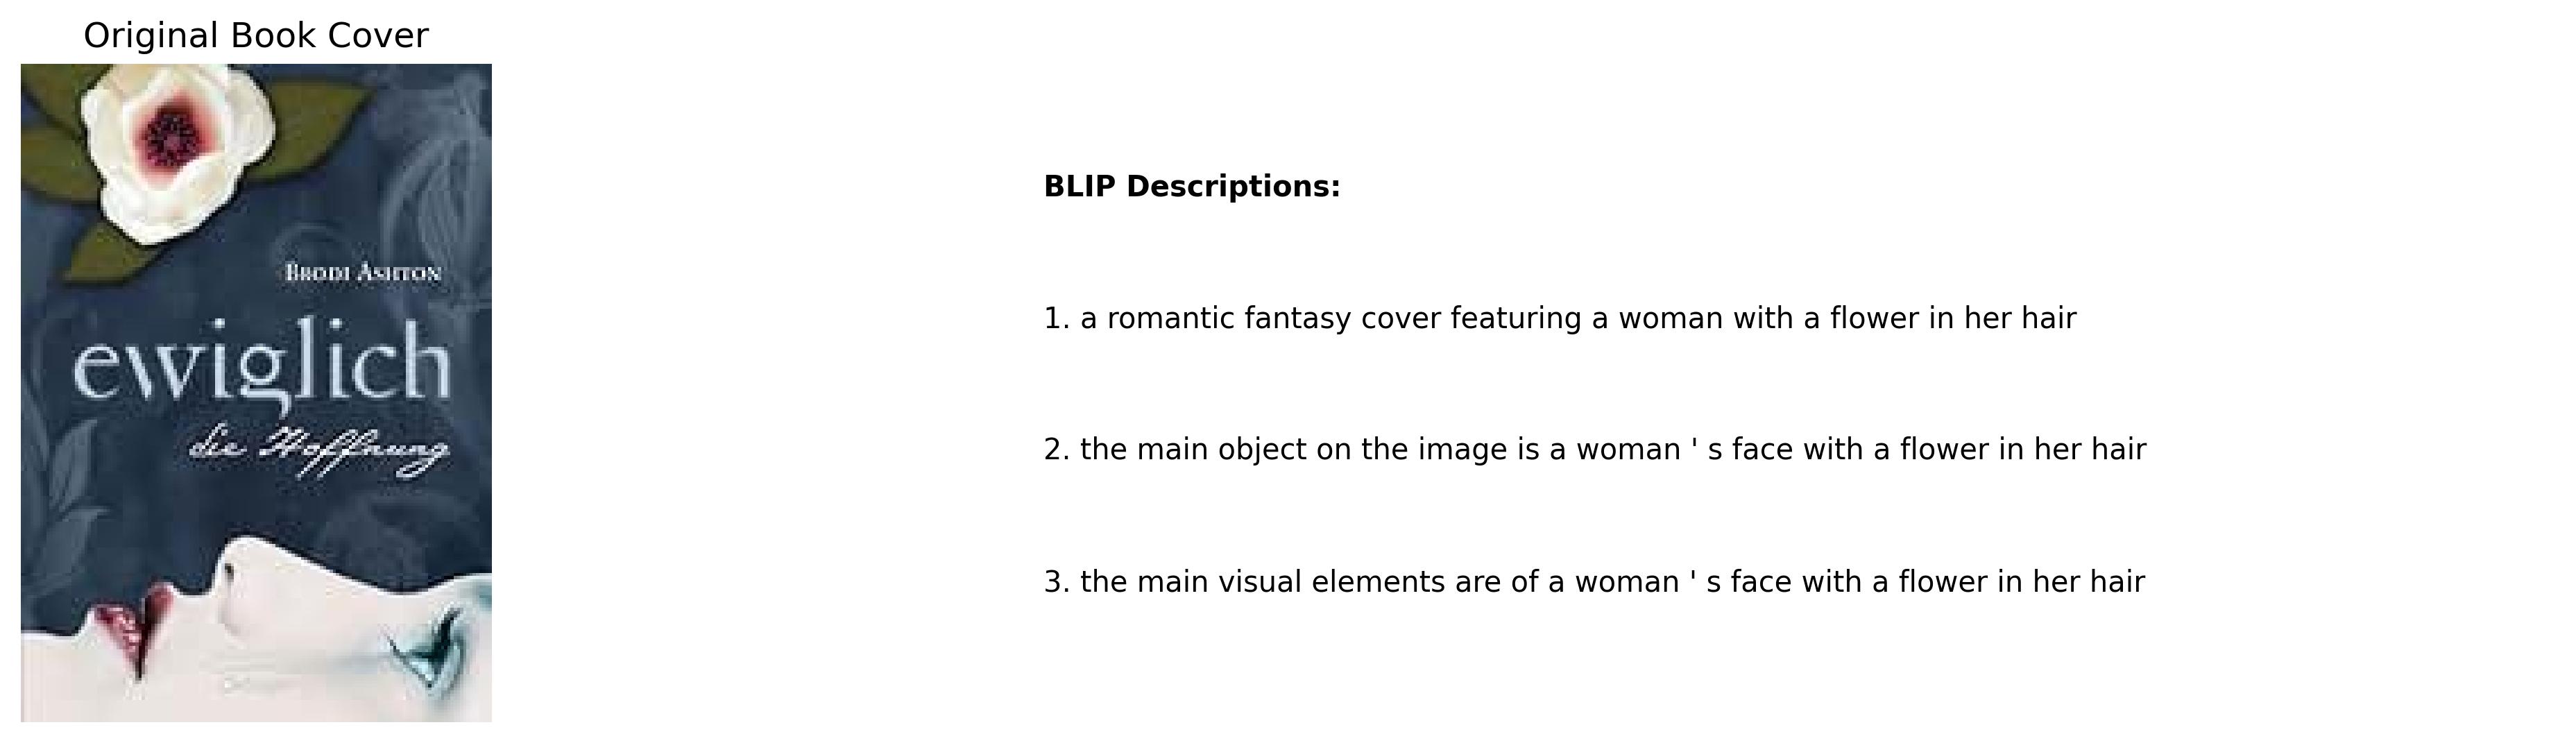 Original Book Cover
BRODI ASHTON
ewiglich
die Hoffnung
BLIP Descriptions:
1. a romantic fantasy cover featuring a woman with a flower in her hair
2. the main object on the image is a woman ' s face with a flower in her hair
3. the main visual elements are of a woman ' s face with a flower in her hair